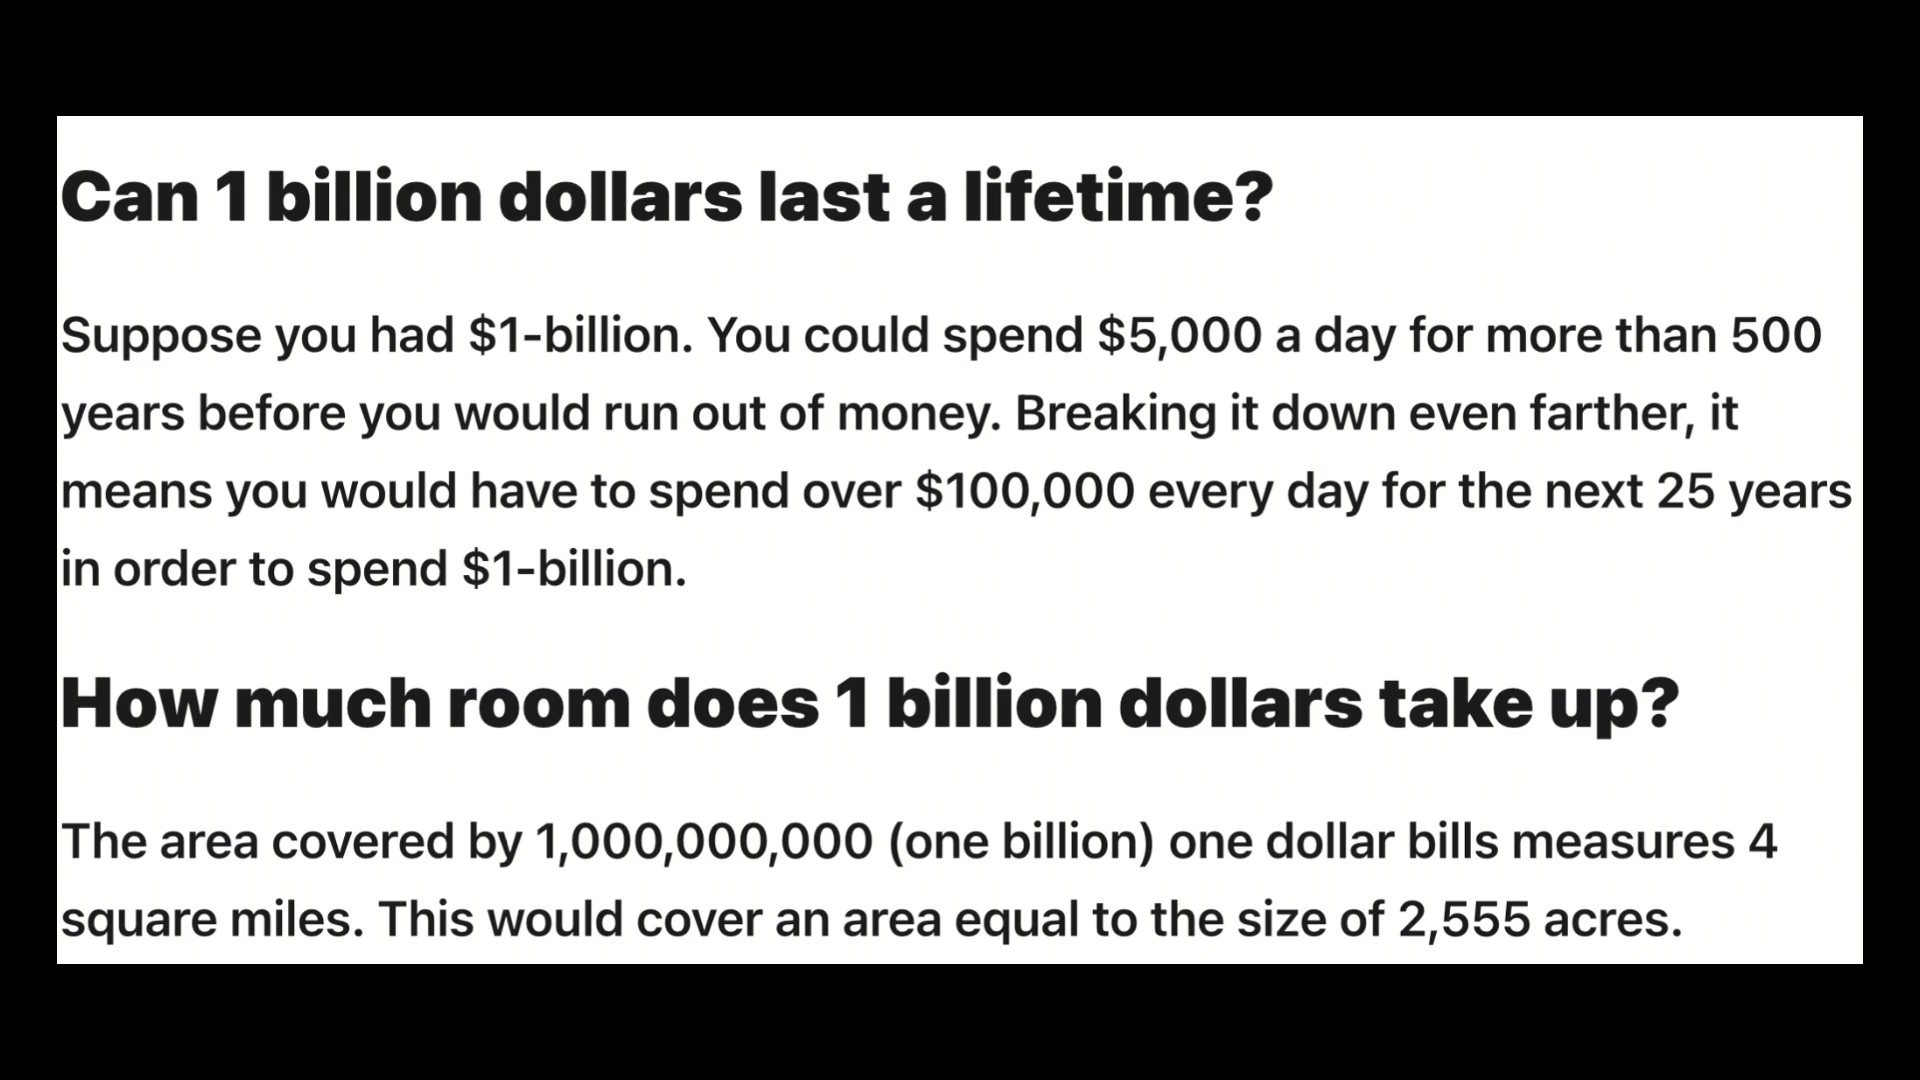 Can 1 billion dollars last a lifetime?
Suppose you had $1-billion. You could spend $5,000 a day for more than 500
years before you would run out of money. Breaking it down even farther, it
means you would have to spend over $100,000 every day for the next 25 years
in order to spend $1-billion.
How much room does 1 billion dollars take up?
The area covered by 1,000,000,000 (one billion) one dollar bills measures 4
square miles. This would cover an area equal to the size of 2,555 acres.